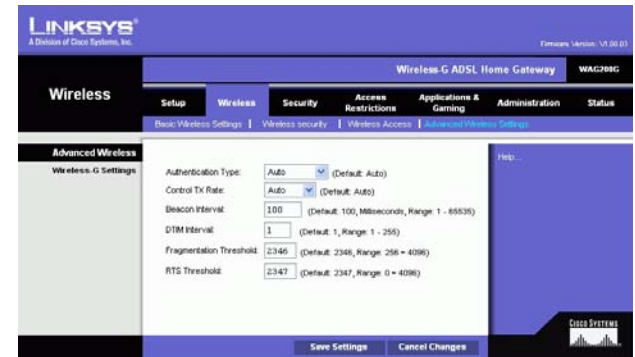 LINKSYS®
A Division of Cisco Systems, Inc.
Firmware Version: V1.00.03
Wireless-G ADSL Home Gateway WAG200G
Wireless
Setup Wireless Security Access Restrictions Applications & Gaming Administration Status
Basic Wireless Settings | Wireless security | Wireless Access | Advanced Wireless Settings
Advanced Wireless
Wireless-G Settings
Help...
Authentication Type: Auto (Default: Auto)
Control TX Rate: Auto (Default: Auto)
Beacon Interval: 100 (Default: 100, Milliseconds, Range: 1 - 65535)
DTIM Interval: 1 (Default: 1, Range: 1 - 255)
Fragmentation Threshold: 2346 (Default: 2346, Range: 256 ~ 4096)
RTS Threshold: 2347 (Default: 2347, Range: 0 ~ 4096)
Save Settings Cancel Changes
CISCO SYSTEMS